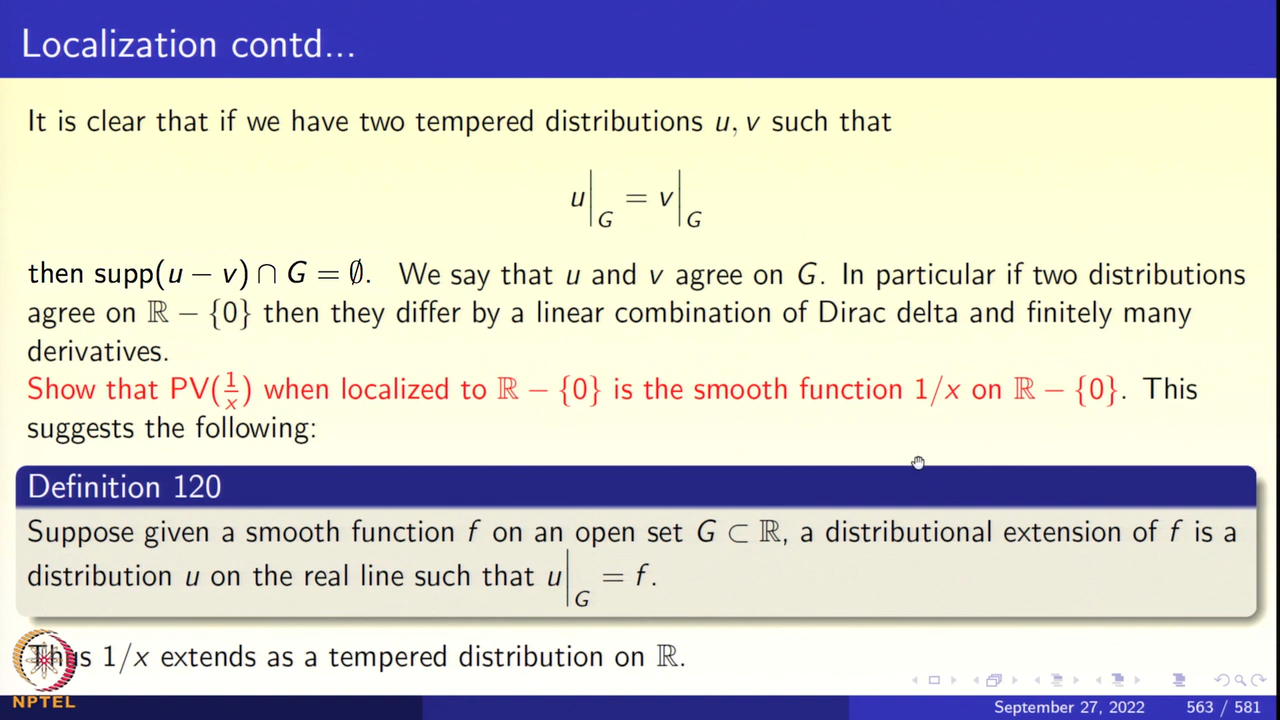 Localization contd...
It is clear that if we have two tempered distributions u, v such that
u|_G = v|_G
then supp(u − v) ∩ G = ∅. We say that u and v agree on G. In particular if two distributions
agree on ℝ − {0} then they differ by a linear combination of Dirac delta and finitely many
derivatives.
Show that PV(1/x) when localized to ℝ − {0} is the smooth function 1/x on ℝ − {0}. This
suggests the following:
Definition 120
Suppose given a smooth function f on an open set G ⊂ ℝ, a distributional extension of f is a
distribution u on the real line such that u|_G = f.
Thus 1/x extends as a tempered distribution on ℝ.
NPTEL
September 27, 2022 563 / 581